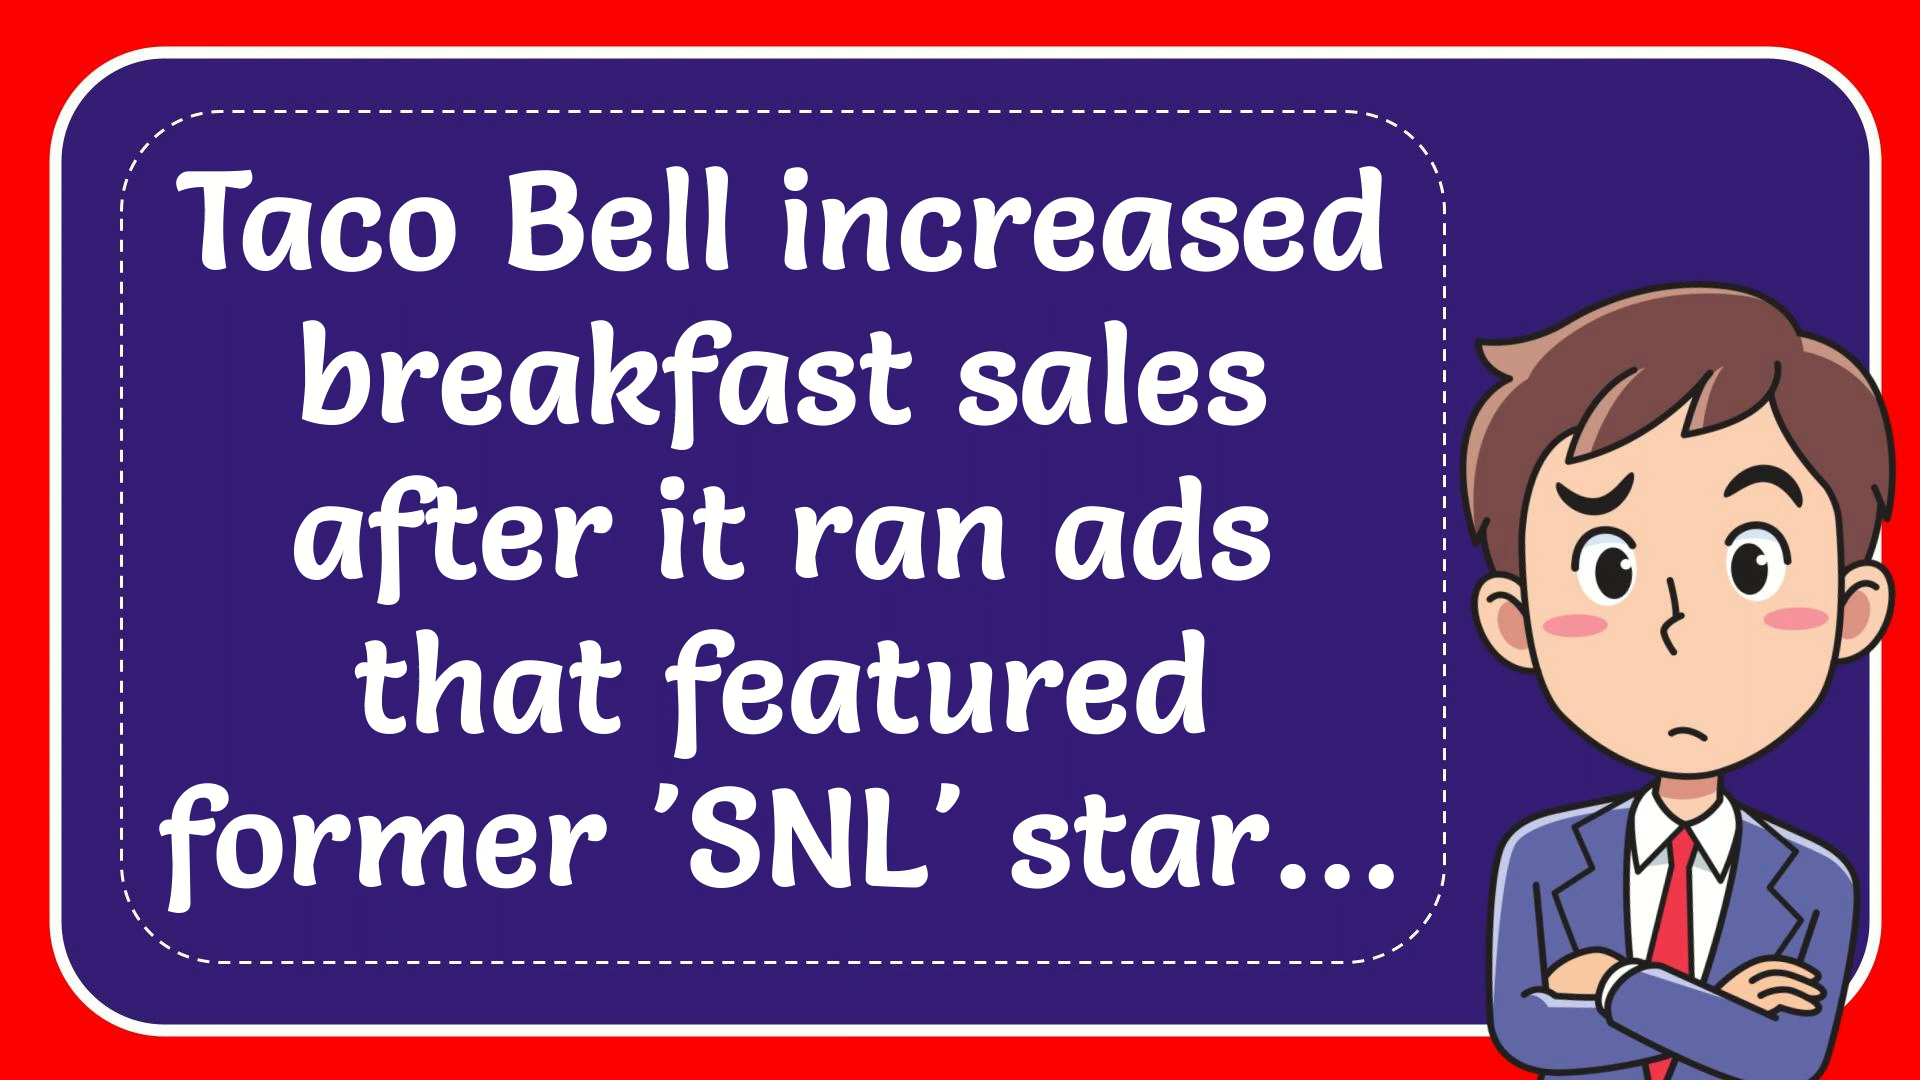 Taco Bell increased
breakfast sales
after it ran ads
that featured
former 'SNL' star...